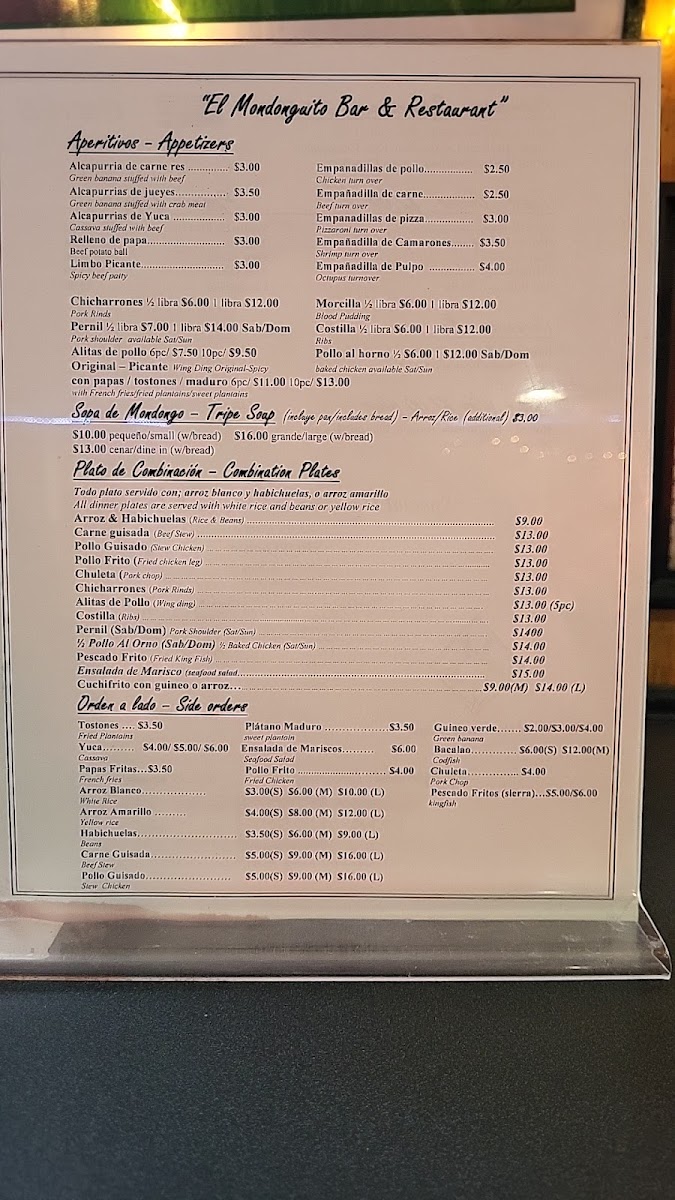 "El Mondonguito Bar & Restaurant"
Aperitivos - Appetizers
Alcapurria de carne res .............. $3.00
Green banana stuffed with beef
Alcapurrias de jueyes................ $3.50
Green banana stuffed with crab meat
Alcapurrias de Yuca ................. $3.00
Cassava stuffed with beef
Relleno de papa.......................... $3.00
Beef potato ball
Limbo Picante............................ $3.00
Spicy beef patty
Empanadillas de pollo................ $2.50
Chicken turn over
Empañadilla de carne................. $2.50
Beef turn over
Empanadillas de pizza................ $3.00
Pizzaroni turn over
Empañadilla de Camarones....... $3.50
Shrimp turn over
Empañadilla de Pulpo ............... $4.00
Octupus turnover
Chicharrones ½ libra $6.00 1 libra $12.00
Pork Rinds
Pernil ½ libra $7.00 1 libra $14.00 Sab/Dom
Pork shoulder available Sat/Sun
Alitas de pollo 6pc/ $7.50 10pc/ $9.50
Original – Picante Wing Ding Original-Spicy
con papas / tostones / maduro 6pc/ $11.00 10pc/ $13.00
with French fries/fried plantains/sweet plantains
Morcilla ½ libra $6.00 1 libra $12.00
Blood Pudding
Costilla ½ libra $6.00 1 libra $12.00
Ribs
Pollo al horno ½ $6.00 1 $12.00 Sab/Dom
baked chicken available Sat/Sun
Sopa de Mondongo – Tripe Soup (incluye pan/includes bread) – Arroz/Rice (additional) $3.00
$10.00 pequeño/small (w/bread) $16.00 grande/large (w/bread)
$13.00 cenar/dine in (w/bread)
Plato de Combinación – Combination Plates
Todo plato servido con; arroz blanco y habichuelas, o arroz amarillo
All dinner plates are served with white rice and beans or yellow rice
Arroz & Habichuelas (Rice & Beans) ........ $9.00
Carne guisada (Beef Stew) ........ $13.00
Pollo Guisado (Stew Chicken) ........ $13.00
Pollo Frito (Fried chicken leg) ........ $13.00
Chuleta (Pork chop) ........ $13.00
Chicharrones (Pork Rinds) ........ $13.00
Alitas de Pollo (Wing ding) ........ $13.00 (5pc)
Costilla (Ribs) ........ $13.00
Pernil (Sab/Dom) Pork Shoulder (Sat/Sun) ........ $1400
½ Pollo Al Orno (Sab/Dom) ½ Baked Chicken (Sat/Sun) ........ $14.00
Pescado Frito (Fried King Fish) ........ $14.00
Ensalada de Marisco (seafood salad........ $15.00
Cuchifrito con guineo o arroz........ $9.00(M) $14.00 (L)
Orden a lado – Side orders
Tostones .... $3.50
Fried Plantains
Yuca......... $4.00/ $5.00/ $6.00
Cassava
Papas Fritas...$3.50
French fries
Plátano Maduro .................. $3.50
sweet plantain
Ensalada de Mariscos......... $6.00
Seafood Salad
Pollo Frito ......................... $4.00
Fried Chicken
Guineo verde....... $2.00/$3.00/$4.00
Green banana
Bacalao............ $6.00(S) $12.00(M)
Codfish
Chuleta............... $4.00
Pork Chop
Pescado Fritos (sierra)...$5.00/$6.00
kingfish
Arroz Blanco.................. $3.00(S) $6.00 (M) $10.00 (L)
White Rice
Arroz Amarillo ......... $4.00(S) $8.00 (M) $12.00 (L)
Yellow rice
Habichuelas........................... $3.50(S) $6.00 (M) $9.00 (L)
Beans
Carne Guisada....................... $5.00(S) $9.00 (M) $16.00 (L)
Beef Stew
Pollo Guisado........................ $5.00(S) $9.00 (M) $16.00 (L)
Stew Chicken